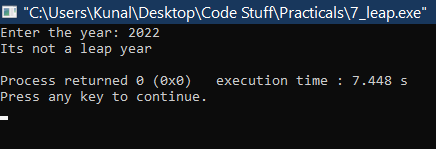 "C:\Users\Kunal\Desktop\Code Stuff\Practicals\7_leap.exe"
Enter the year: 2022
Its not a leap year
Process returned 0 (0x0)   execution time : 7.448 s
Press any key to continue.